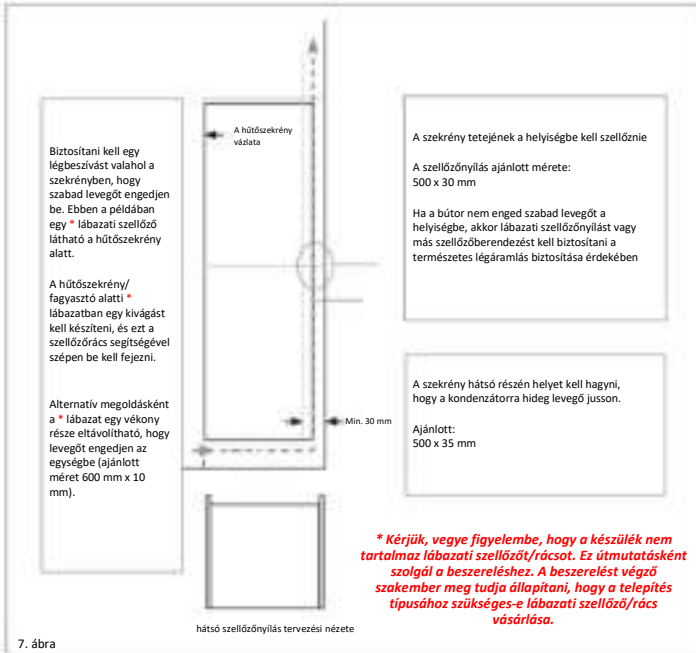 Biztosítani kell egy
légbeszívást valahol a
szekrényben, hogy
szabad levegőt engedjen
be. Ebben a példában
egy * lábazati szellőző
látható a hűtőszekrény
alatt.
A hűtőszekrény/
fagyasztó alatti *
lábazatban egy kivágást
kell készíteni, és ezt a
szellőzőrács segítségével
szépen be kell fejezni.
Alternatív megoldásként
a * lábazat egy vékony
része eltávolítható, hogy
levegőt engedjen az
egységbe (ajánlott
méret 600 mm x 10
mm).
A hűtőszekrény
vázlata
Min. 30 mm
hátsó szellőzőnyílás tervezési nézete
A szekrény tetejének a helyiségbe kell szellőznie
A szellőzőnyílás ajánlott mérete:
500 x 30 mm
Ha a bútor nem enged szabad levegőt a
helyiségbe, akkor lábazati szellőzőnyílást vagy
más szellőzőberendezést kell biztosítani a
természetes légáramlás biztosítása érdekében
A szekrény hátsó részén helyet kell hagyni,
hogy a kondenzátorra hideg levegő jusson.
Ajánlott:
500 x 35 mm
* Kérjük, vegye figyelembe, hogy a készülék nem
tartalmaz lábazati szellőzőt/rácsot. Ez útmutatásként
szolgál a beszereléshez. A beszerelést végző
szakember meg tudja állapítani, hogy a telepítés
típusához szükséges-e lábazati szellőző/rács
vásárlása.
7. ábra